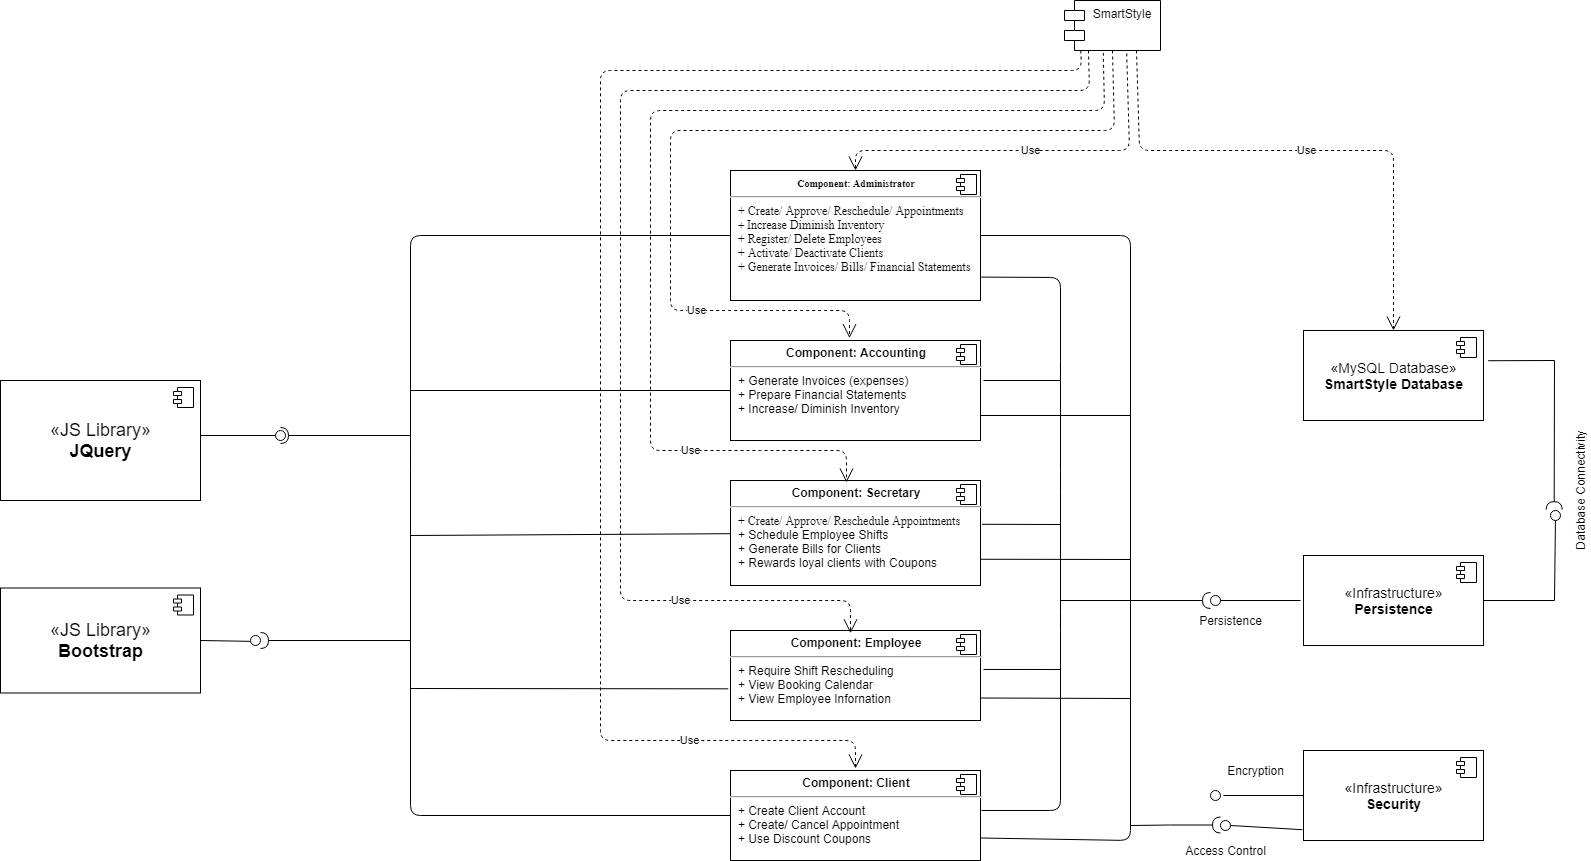 SmartStyle
Use
Use
Component: Administrator
+ Create/ Approve/ Reschedule/ Appointments
+ Increase Diminish Inventory
+ Register/ Delete Employees
+ Activate/ Deactivate Clients
+ Generate Invoices/ Bills/ Financial Statements
Use
Component: Accounting
+ Generate Invoices (expenses)
+ Prepare Financial Statements
+ Increase/ Diminish Inventory
«MySQL Database»
SmartStyle Database
«JS Library»
JQuery
Use
Component: Secretary
+ Create/ Approve/ Reschedule Appointments
+ Schedule Employee Shifts
+ Generate Bills for Clients
+ Rewards loyal clients with Coupons
Database Connectivity
«JS Library»
Bootstrap
Use
Component: Employee
+ Require Shift Rescheduling
+ View Booking Calendar
+ View Employee Infornation
Persistence
«Infrastructure»
Persistence
Use
Component: Client
+ Create Client Account
+ Create/ Cancel Appointment
+ Use Discount Coupons
Encryption
«Infrastructure»
Security
Access Control